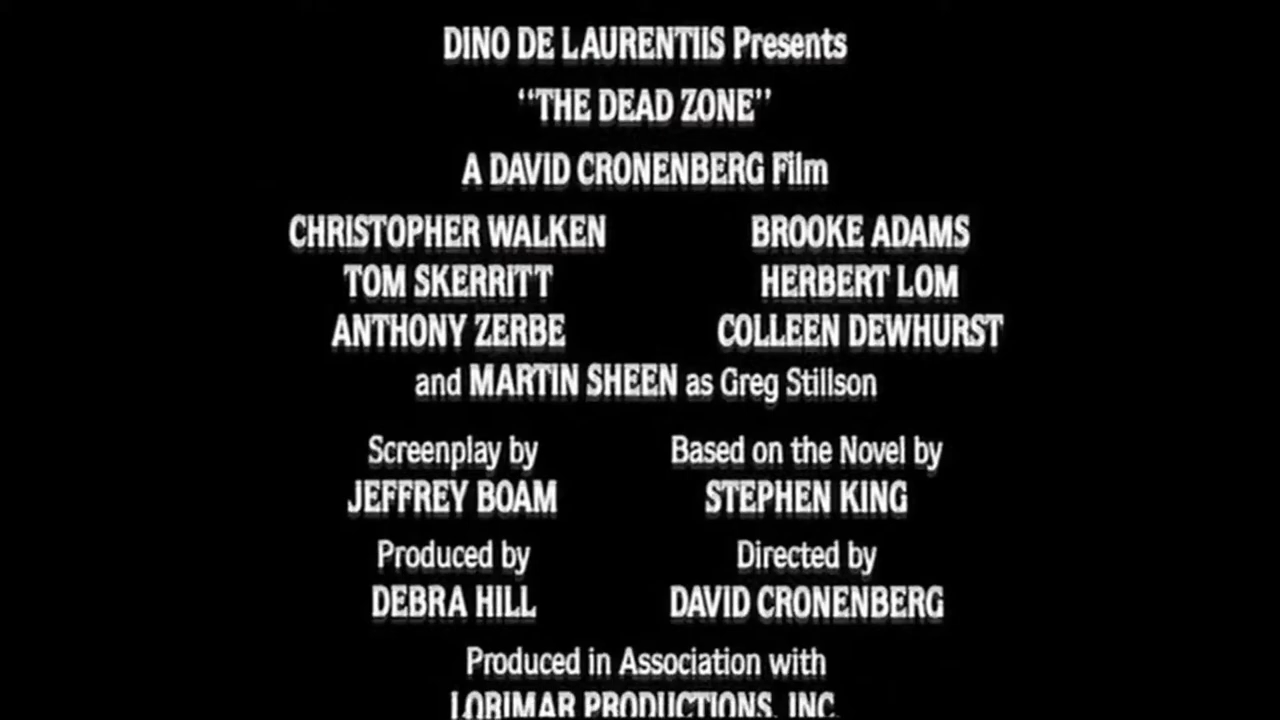 DINO DE LAURENTIIS Presents
“THE DEAD ZONE”
A DAVID CRONENBERG Film
CHRISTOPHER WALKEN BROOKE ADAMS
TOM SKERRITT HERBERT LOM
ANTHONY ZERBE COLLEEN DEWHURST
and MARTIN SHEEN as Greg Stillson
Screenplay by Based on the Novel by
JEFFREY BOAM STEPHEN KING
Produced by Directed by
DEBRA HILL DAVID CRONENBERG
Produced in Association with
LORIMAR PRODUCTIONS, INC.